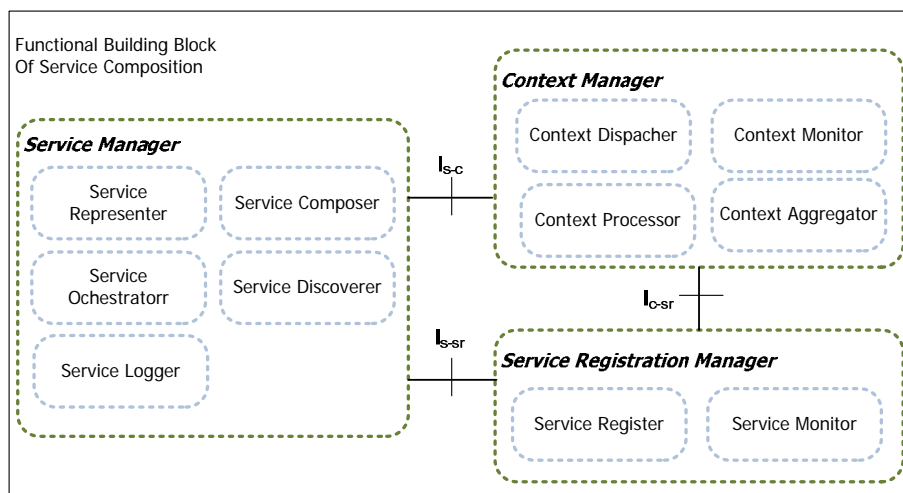 Functional Building Block
Of Service Composition
Service Manager
Service
Representer
Service Composer
Service
Ochestratorr
Service Discoverer
Service Logger
Is-c
Is-sr
Context Manager
Context Dispacher
Context Monitor
Context Processor
Context Aggregator
Ic-sr
Service Registration Manager
Service Register
Service Monitor